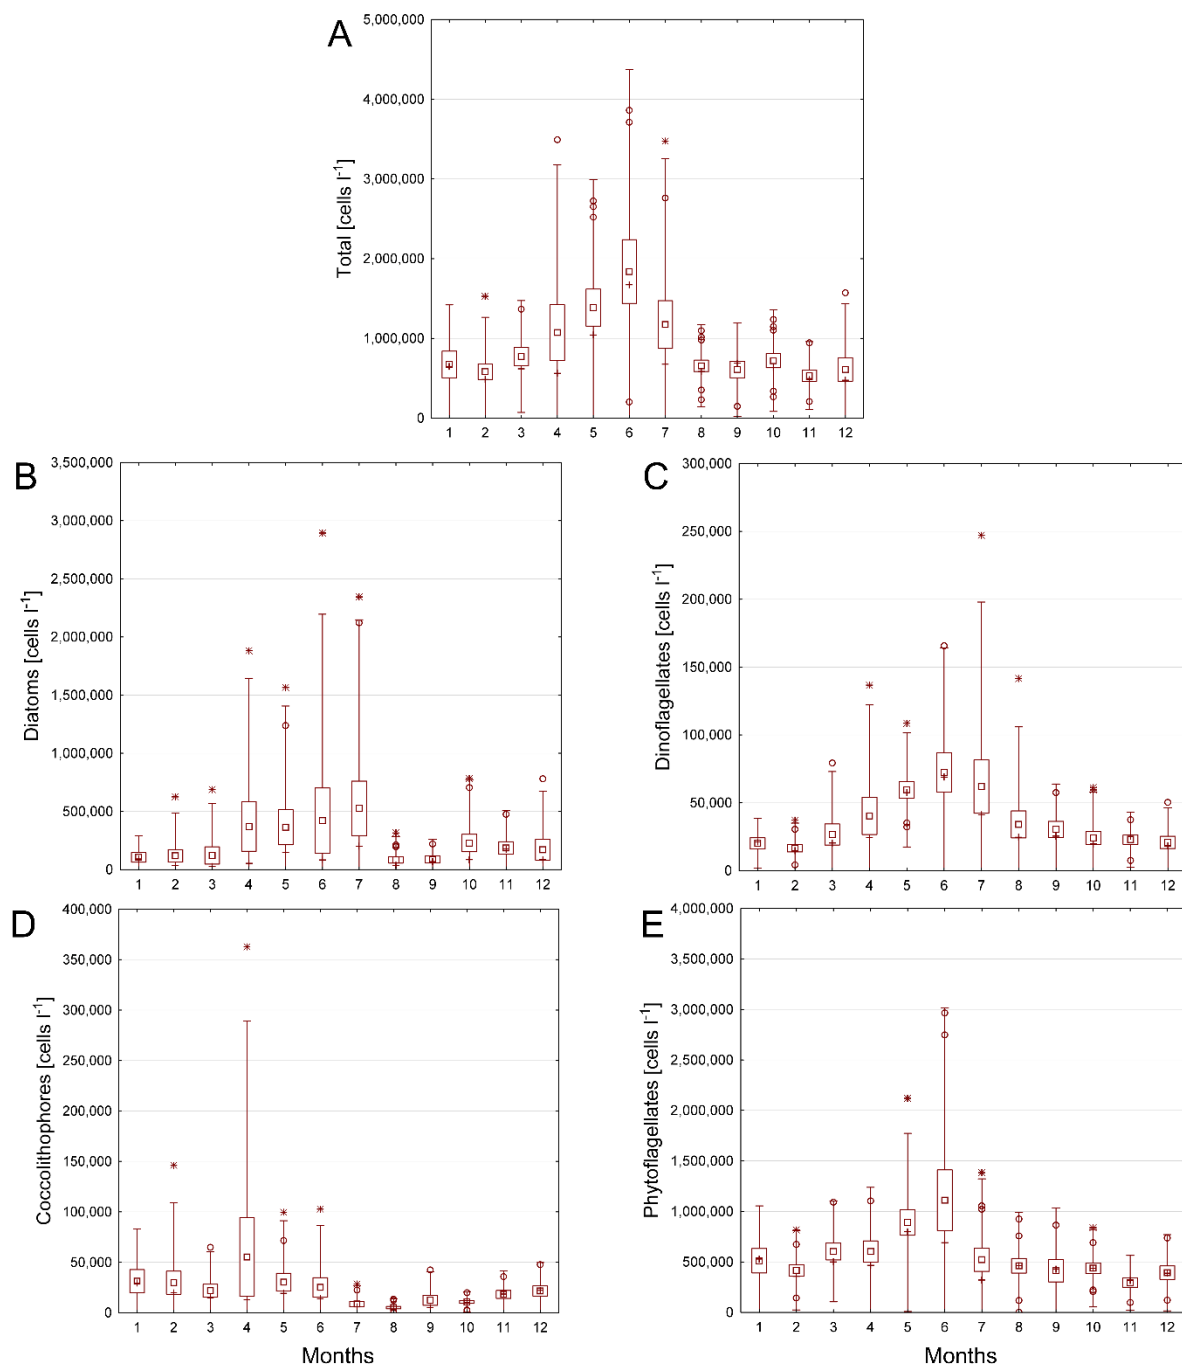 A
Total [cells l-1]
5,000,000
4,000,000
3,000,000
2,000,000
1,000,000
0
1 2 3 4 5 6 7 8 9 10 11 12
B
Diatoms [cells l-1]
3,500,000
3,000,000
2,500,000
2,000,000
1,500,000
1,000,000
500,000
0
1 2 3 4 5 6 7 8 9 10 11 12
C
Dinoflagellates [cells l-1]
300,000
250,000
200,000
150,000
100,000
50,000
0
1 2 3 4 5 6 7 8 9 10 11 12
D
Coccolithophores [cells l-1]
400,000
350,000
300,000
250,000
200,000
150,000
100,000
50,000
0
1 2 3 4 5 6 7 8 9 10 11 12
Months
E
Phytoflagellates [cells l-1]
4,000,000
3,500,000
3,000,000
2,500,000
2,000,000
1,500,000
1,000,000
500,000
0
1 2 3 4 5 6 7 8 9 10 11 12
Months